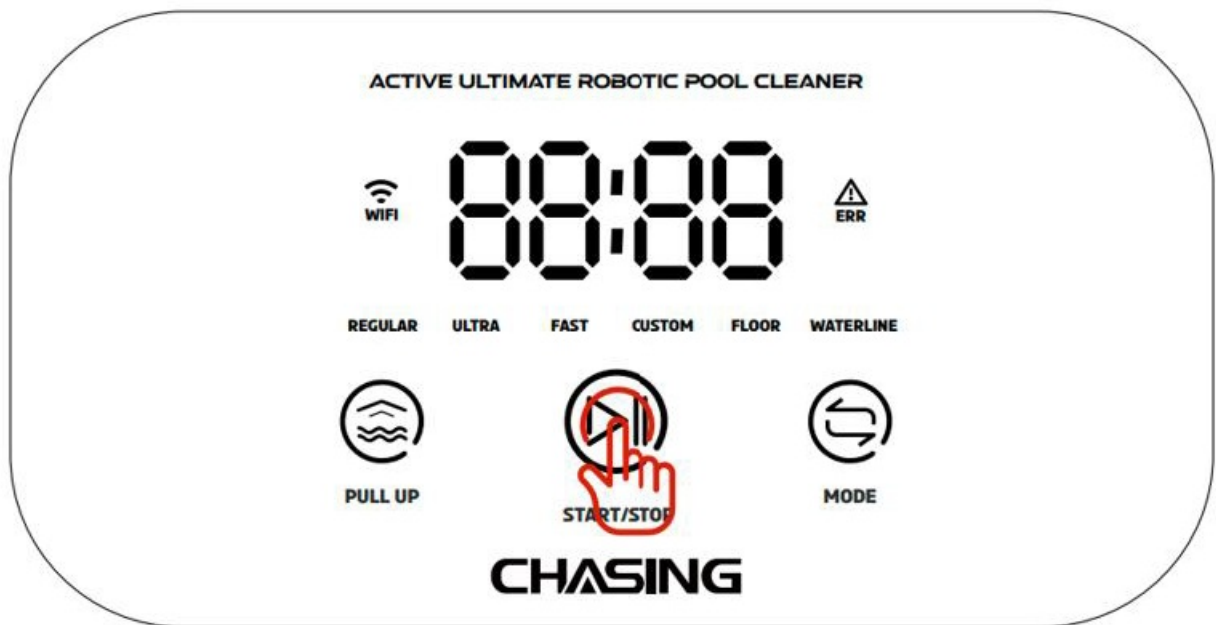 ACTIVE ULTIMATE ROBOTIC POOL CLEANER
WIFI
88:88
ERR
REGULAR ULTRA FAST CUSTOM FLOOR WATERLINE
PULL UP
START/STOP
MODE
CHASING